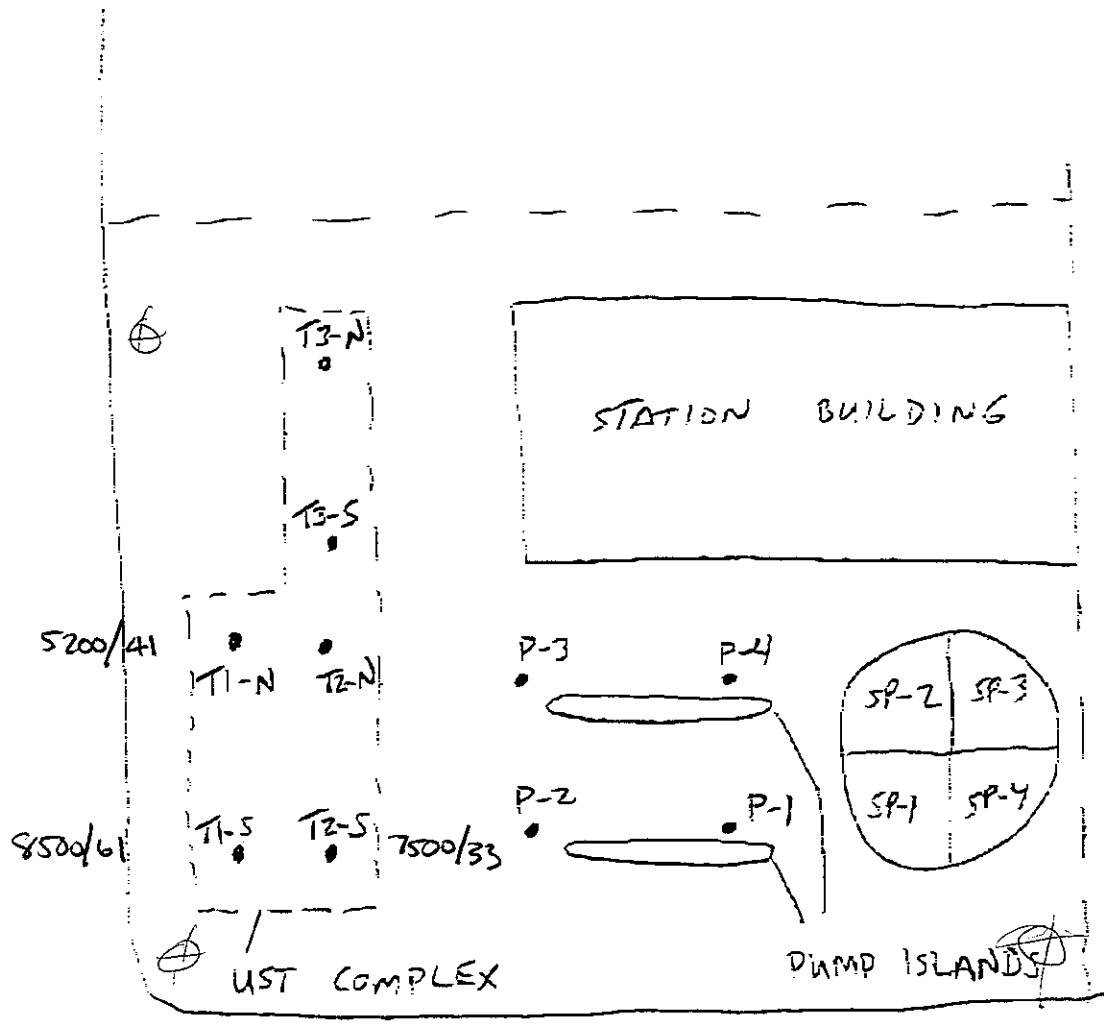 T3-N
STATION BUILDING
T3-S
5200/41
T1-N
T2-N
P-3
P-4
SP-2
SP-3
SP-1
SP-4
P-2
P-1
8500/61
T1-S
T2-S
7500/33
UST COMPLEX
PUMP ISLANDS